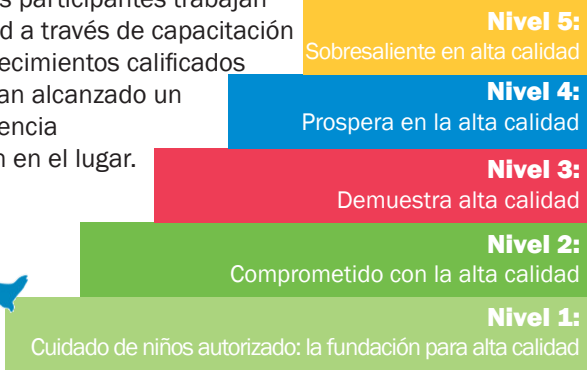 s participantes trabajan
d a través de capacitación
ecimientos calificados
an alcanzado un
encia
n en el lugar.
Nivel 5:
Sobresaliente en alta calidad
Nivel 4:
Prospera en la alta calidad
Nivel 3:
Demuestra alta calidad
Nivel 2:
Comprometido con la alta calidad
Nivel 1:
Cuidado de niños autorizado: la fundación para alta calidad